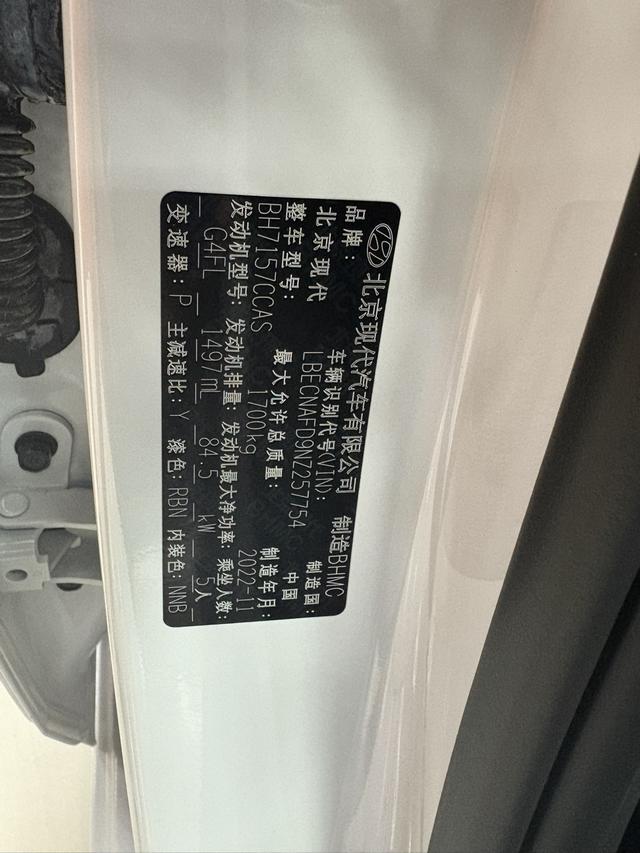 北京现代汽车有限公司 制造BHMC
品牌: 车辆识别代号(VIN): 制造国:
北京现代 LBECNAFD9NZ257754 中国
整车型号: 最大允许总质量: 制造年月:
BH7157CCAS 1700kg 2022-11
发动机型号: 发动机排量: 发动机最大净功率: 乘坐人数:
G4FL 1497mL 84.5 kW 5人
变速器: P 主减速比: Y 漆色: RBN 内装色: NNB